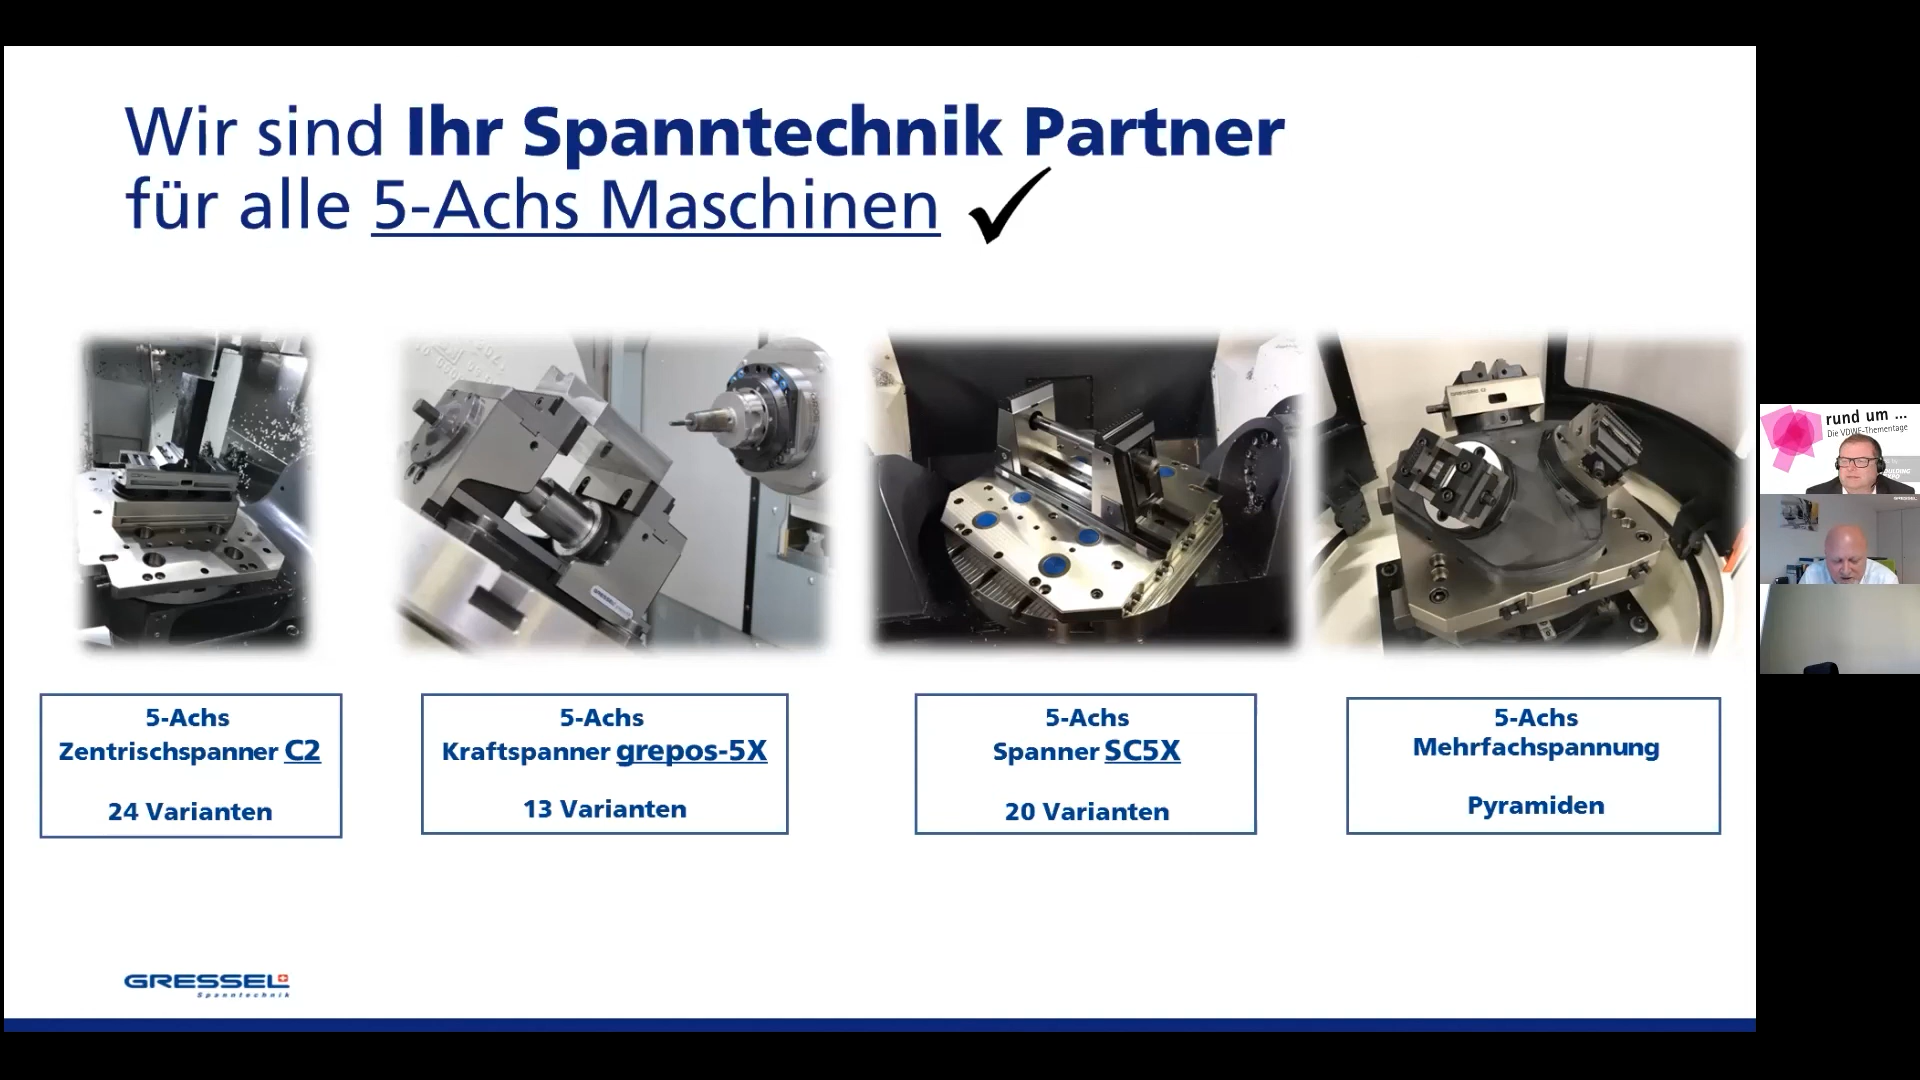 Wir sind Ihr Spanntechnik Partner
für alle 5-Achs Maschinen
5-Achs
Zentrischspanner C2
24 Varianten
5-Achs
Kraftspanner grepos-5X
13 Varianten
5-Achs
Spanner SC5X
20 Varianten
5-Achs
Mehrfachspannung
Pyramiden
GRESSEL
Spanntechnik
rund um ...
Die VDWF-Thementage